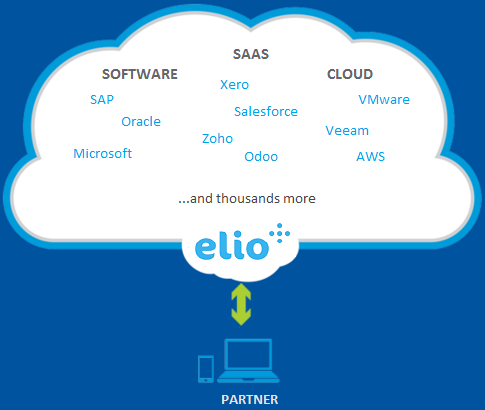 SAAS
SOFTWARE
CLOUD
Xero
SAP
VMware
Salesforce
Oracle
Veeam
Zoho
Microsoft
Odoo
AWS
...and thousands more
elio
PARTNER